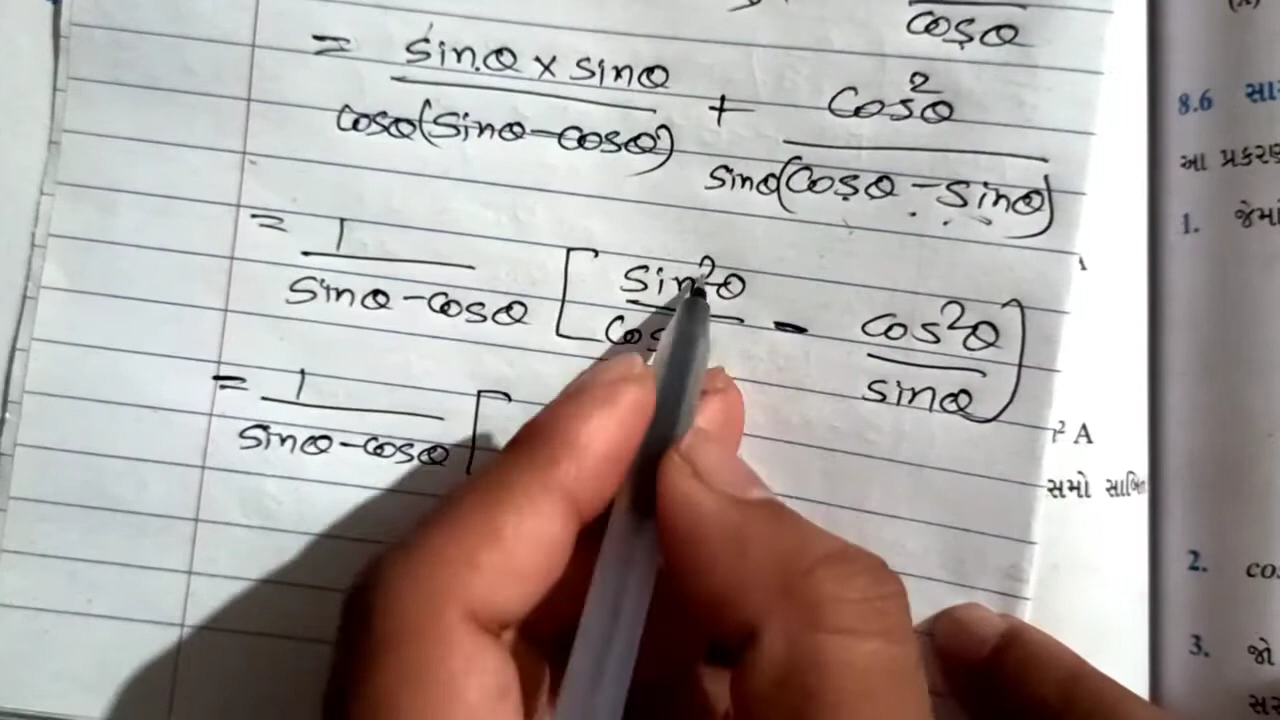 cosθ
= sinθ × sinθ / cosθ(sinθ - cosθ) + cos²θ / sinθ(cosθ - sinθ)
= 1 / sinθ - cosθ [ sin²θ / cos - cos²θ / sinθ ]
= 1 / sinθ - cosθ [
8.6
આ પ્રકરણ
1. જેમાં
² A
સમો સાબિત
2. co
3. જો